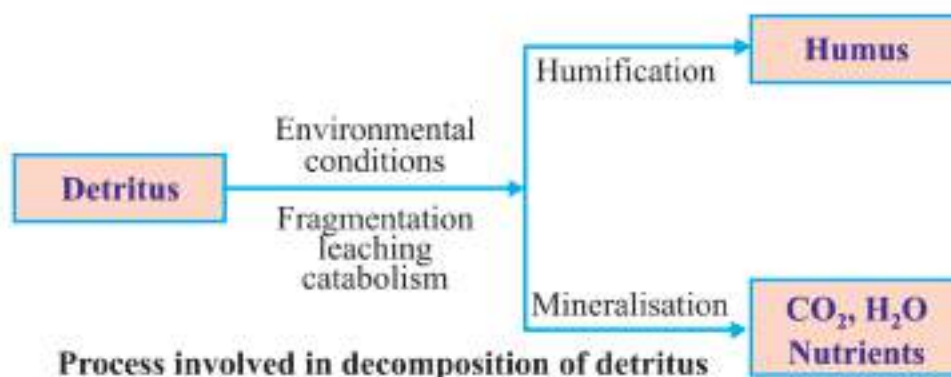 Humus
Humification
Environmental
conditions
Detritus
Fragmentation
leaching
catabolism
Mineralisation
CO₂, H₂O
Nutrients
Process involved in decomposition of detritus